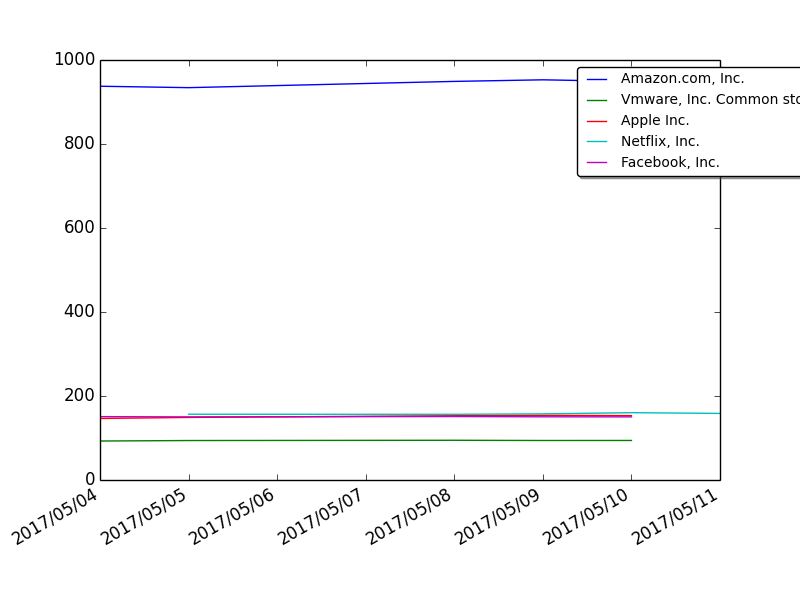 1000
800
600
400
200
0
Amazon.com, Inc.
Vmware, Inc. Common sto
Apple Inc.
Netflix, Inc.
Facebook, Inc.
2017/05/04
2017/05/05
2017/05/06
2017/05/07
2017/05/08
2017/05/09
2017/05/10
2017/05/11